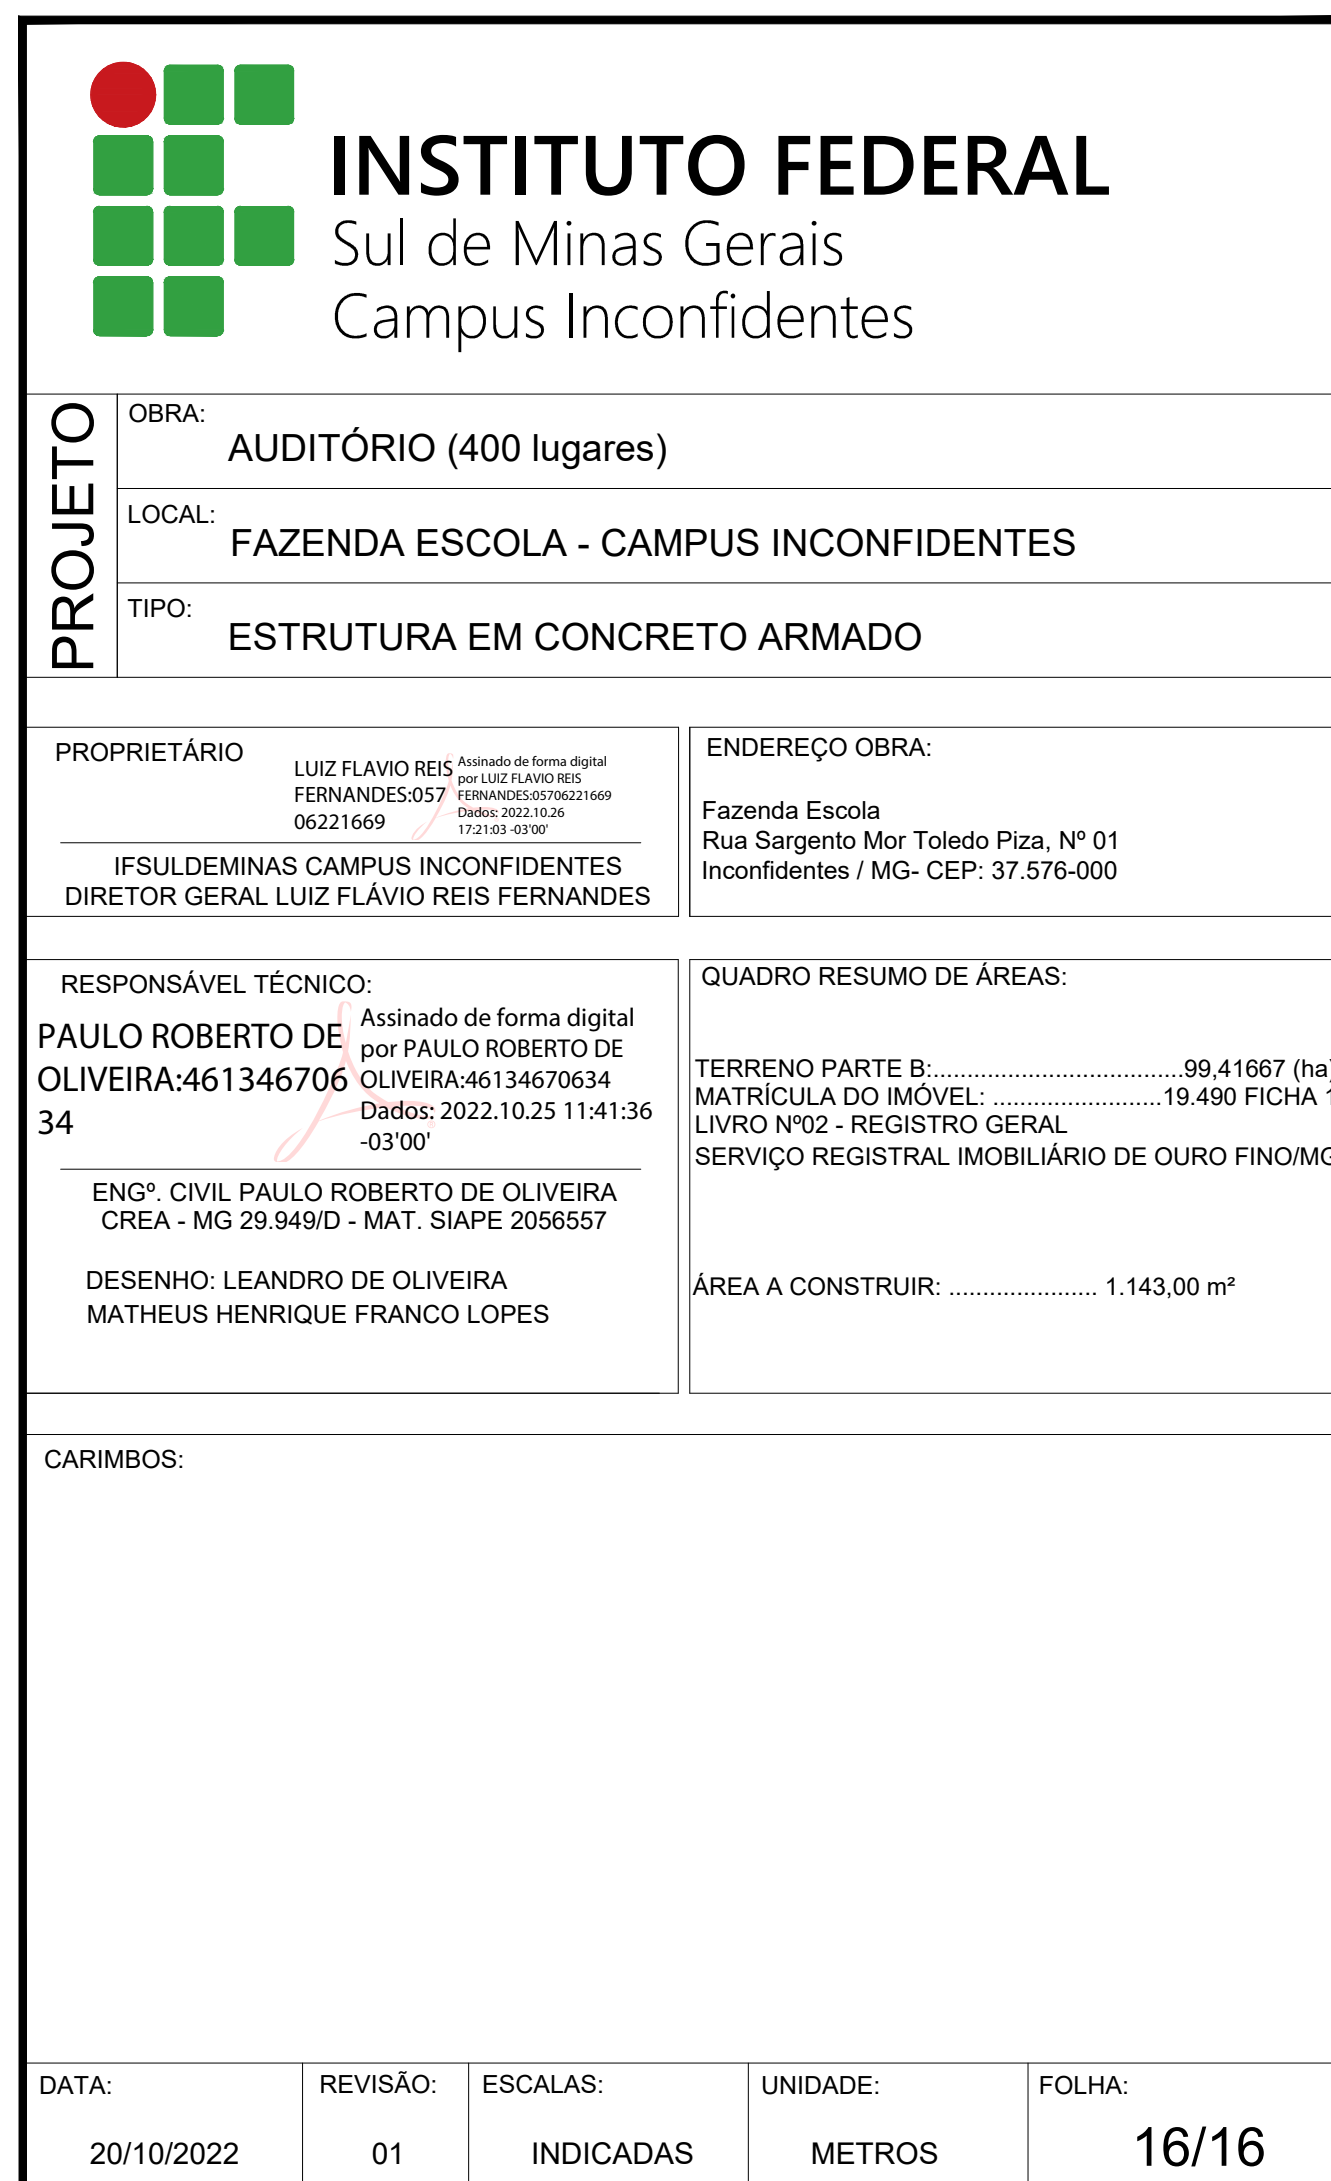 INSTITUTO FEDERAL
Sul de Minas Gerais
Campus Inconfidentes
PROJETO
OBRA:
AUDITÓRIO (400 lugares)
LOCAL:
FAZENDA ESCOLA - CAMPUS INCONFIDENTES
TIPO:
ESTRUTURA EM CONCRETO ARMADO
PROPRIETÁRIO
LUIZ FLAVIO REIS
FERNANDES:057
06221669
Assinado de forma digital
por LUIZ FLAVIO REIS
FERNANDES:05706221669
Dados: 2022.10.26
17:21:03 -03'00'
IFSULDEMINAS CAMPUS INCONFIDENTES
DIRETOR GERAL LUIZ FLÁVIO REIS FERNANDES
ENDEREÇO OBRA:
Fazenda Escola
Rua Sargento Mor Toledo Piza, Nº 01
Inconfidentes / MG- CEP: 37.576-000
RESPONSÁVEL TÉCNICO:
PAULO ROBERTO DE
OLIVEIRA:461346706
34
Assinado de forma digital
por PAULO ROBERTO DE
OLIVEIRA:46134670634
Dados: 2022.10.25 11:41:36
-03'00'
ENGº. CIVIL PAULO ROBERTO DE OLIVEIRA
CREA - MG 29.949/D - MAT. SIAPE 2056557
DESENHO: LEANDRO DE OLIVEIRA
MATHEUS HENRIQUE FRANCO LOPES
QUADRO RESUMO DE ÁREAS:
TERRENO PARTE B:.....................................99,41667 (ha)
MATRÍCULA DO IMÓVEL: .........................19.490 FICHA 1
LIVRO Nº02 - REGISTRO GERAL
SERVIÇO REGISTRAL IMOBILIÁRIO DE OURO FINO/MG
ÁREA A CONSTRUIR: ...................... 1.143,00 m²
CARIMBOS:
DATA:
20/10/2022
REVISÃO:
01
ESCALAS:
INDICADAS
UNIDADE:
METROS
FOLHA:
16/16